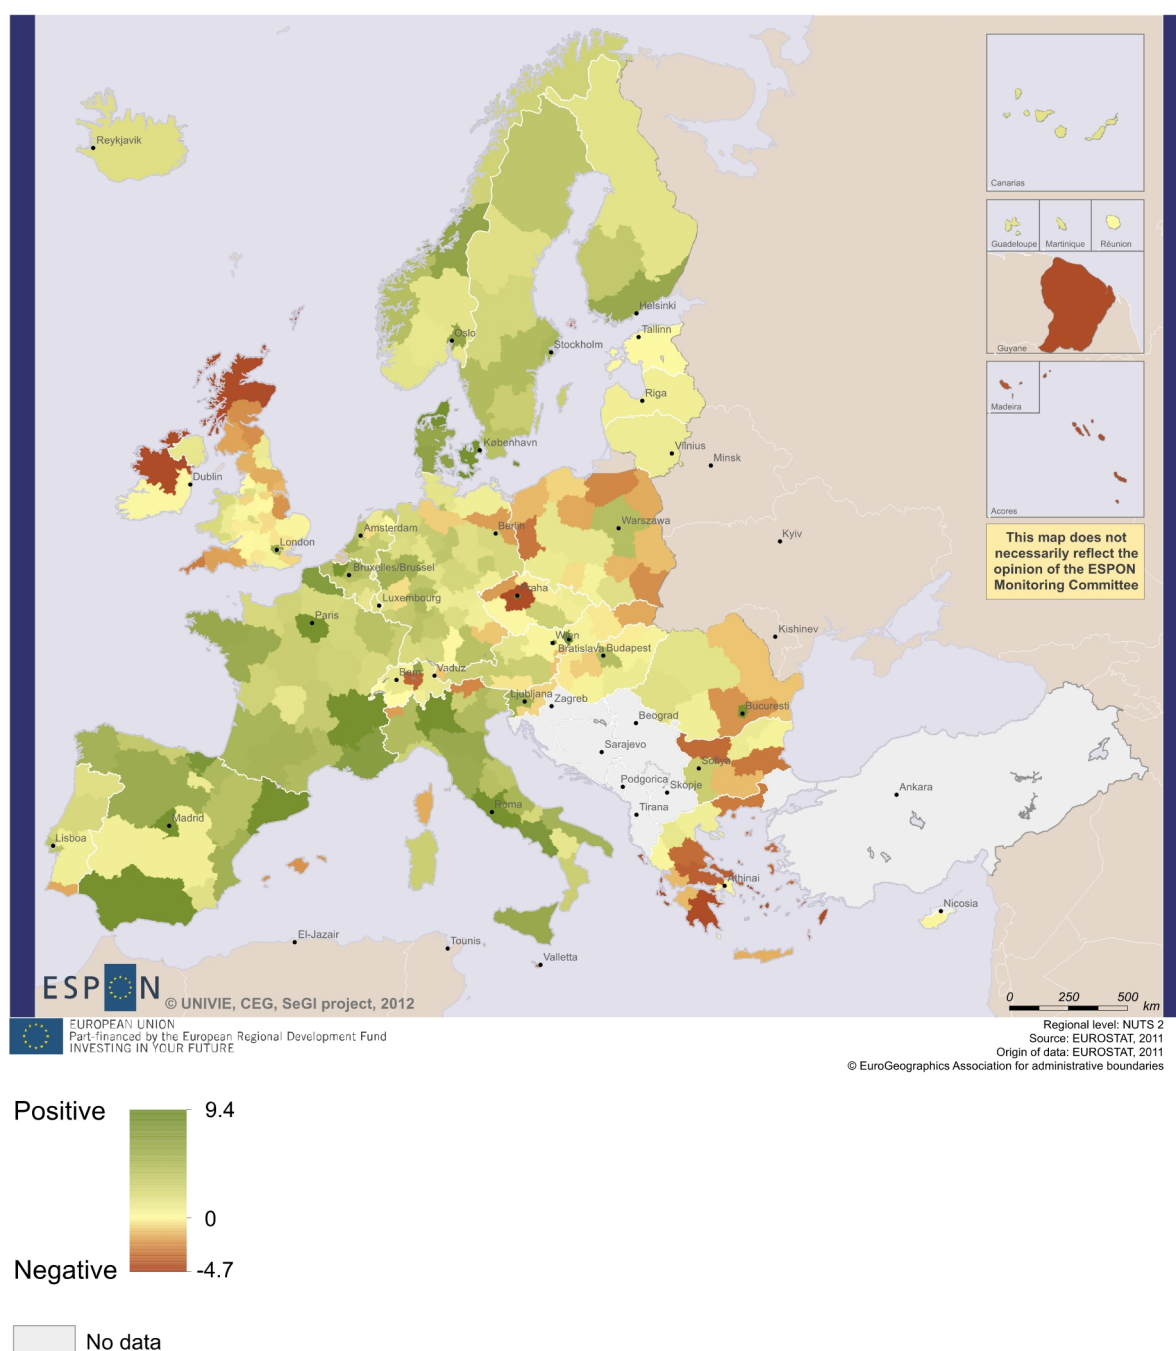 Reykjavik
Canarias
Guadeloupe
Martinique
Réunion
Guyane
Madeira
Acores
This map does not
necessarily reflect the
opinion of the ESPON
Monitoring Committee
Helsinki
Oslo
Tallinn
Stockholm
Riga
København
Vilnius
Minsk
Dublin
Amsterdam
Berlin
Warszawa
London
Kyiv
Bruxelles/Brussel
Praha
Luxembourg
Paris
Kishinev
Wien
Bratislava
Budapest
Bern
Vaduz
Ljubljana
Zagreb
Bucuresti
Beograd
Sarajevo
Sofiya
Podgorica
Skopje
Ankara
Roma
Tirana
Madrid
Lisboa
Athinai
Nicosia
El-Jazair
Tounis
Valletta
ESPON
© UNIVIE, CEG, SeGI project, 2012
0 250 500
km
EUROPEAN UNION
Part-financed by the European Regional Development Fund
INVESTING IN YOUR FUTURE
Regional level: NUTS 2
Source: EUROSTAT, 2011
Origin of data: EUROSTAT, 2011
© EuroGeographics Association for administrative boundaries
Positive
9.4
0
Negative
-4.7
No data